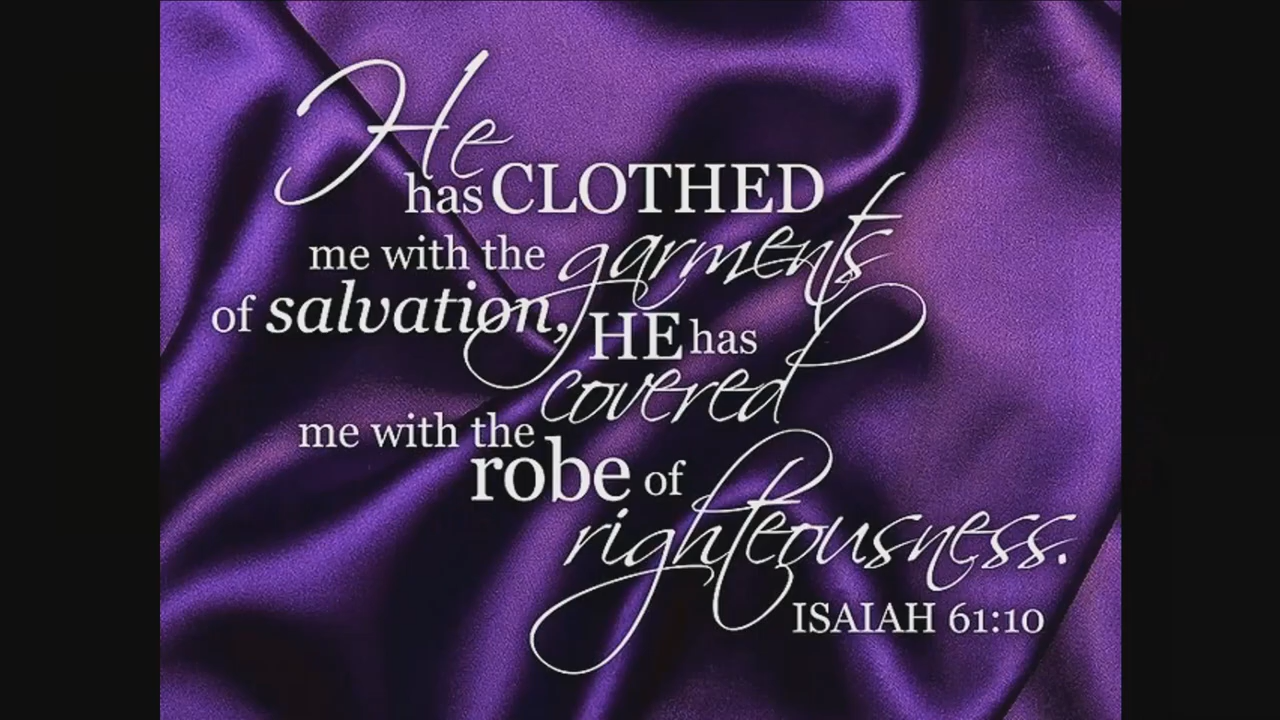 He
has CLOTHED
me with the garments
of salvation, HE has
covered
me with the
robe of
righteousness.
ISAIAH 61:10